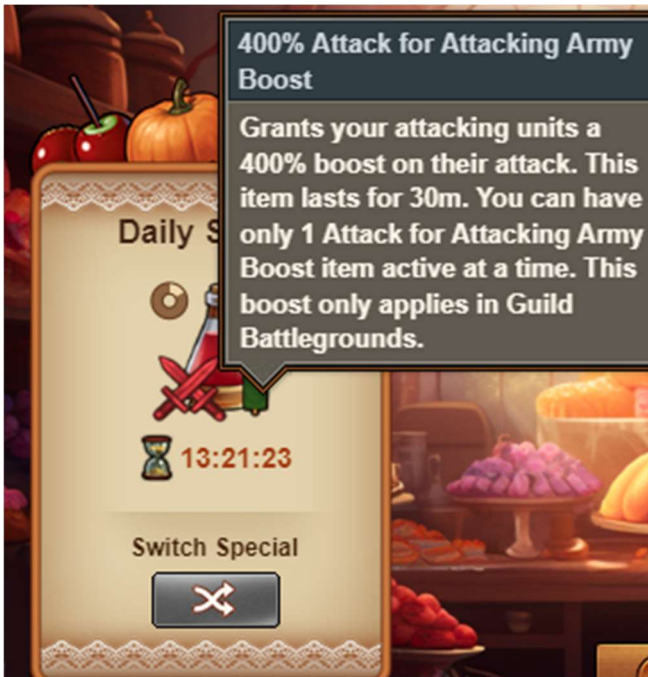 400% Attack for Attacking Army
Boost
Grants your attacking units a
400% boost on their attack. This
item lasts for 30m. You can have
only 1 Attack for Attacking Army
Boost item active at a time. This
boost only applies in Guild
Battlegrounds.
Daily
13:21:23
Switch Special